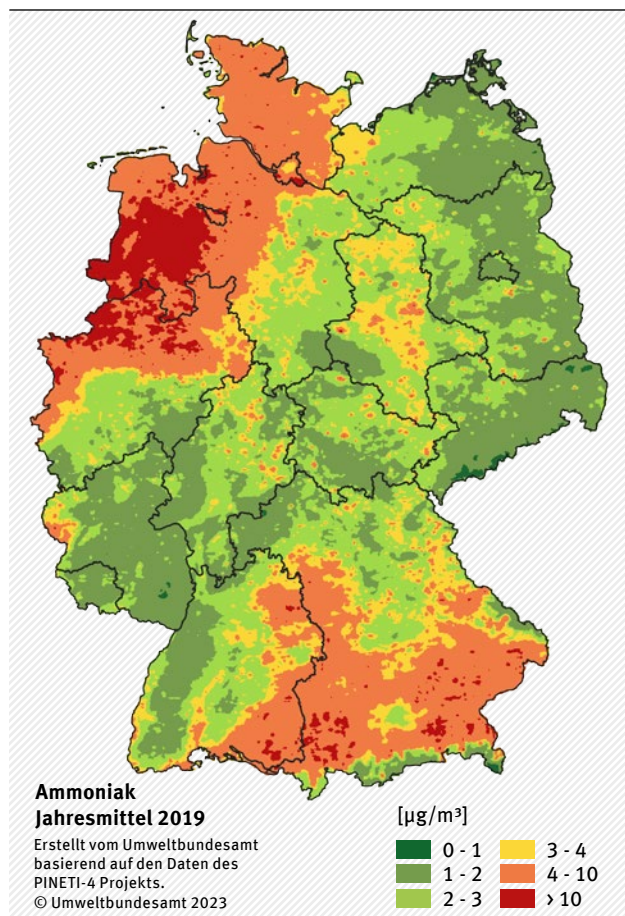 Ammoniak
Jahresmittel 2019
Erstellt vom Umweltbundesamt
basierend auf den Daten des
PINETI-4 Projekts.
© Umweltbundesamt 2023
[µg/m³]
0 - 1
1 - 2
2 - 3
3 - 4
4 - 10
> 10